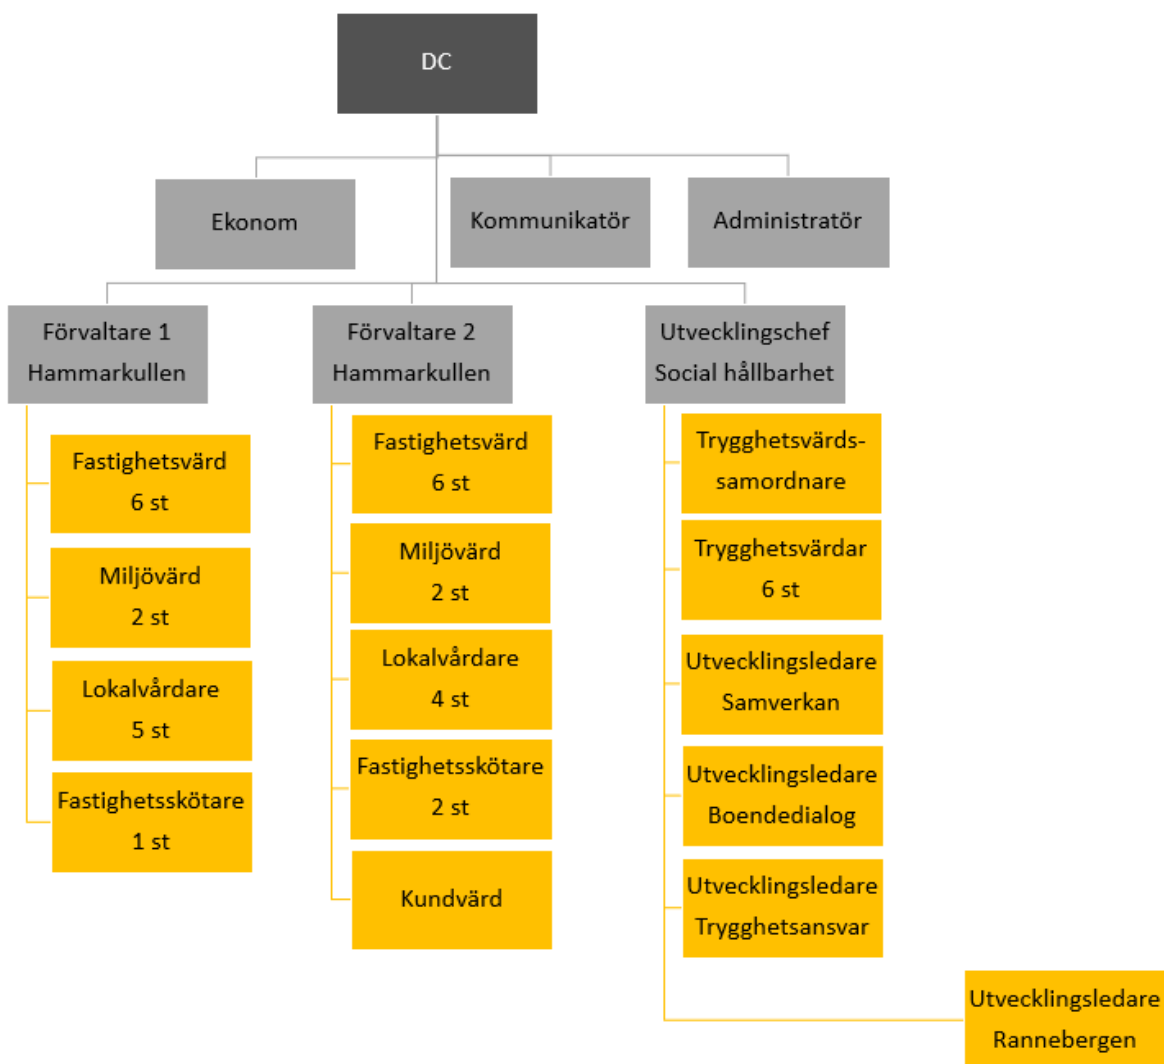 DC
Ekonom
Kommunikatör
Administratör
Förvaltare 1
Hammarkullen
Fastighetsvärd
6 st
Miljövärd
2 st
Lokalvårdare
5 st
Fastighetsskötare
1 st
Förvaltare 2
Hammarkullen
Fastighetsvärd
6 st
Miljövärd
2 st
Lokalvårdare
4 st
Fastighetsskötare
2 st
Kundvärd
Utvecklingschef
Social hållbarhet
Trygghetsvärds-
samordnare
Trygghetsvärdar
6 st
Utvecklingsledare
Samverkan
Utvecklingsledare
Boendedialog
Utvecklingsledare
Trygghetsansvar
Utvecklingsledare
Rannebergen